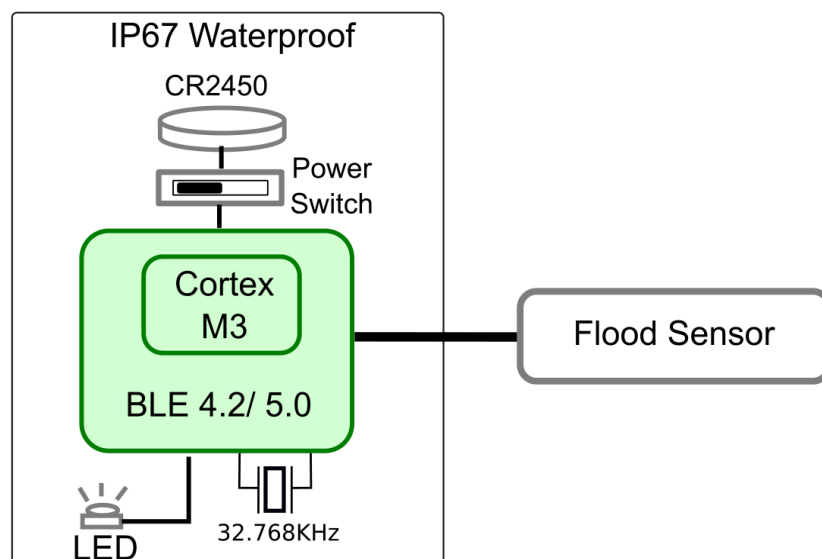 IP67 Waterproof
CR2450
Power
Switch
Cortex
M3
BLE 4.2/ 5.0
Flood Sensor
32.768KHz
LED